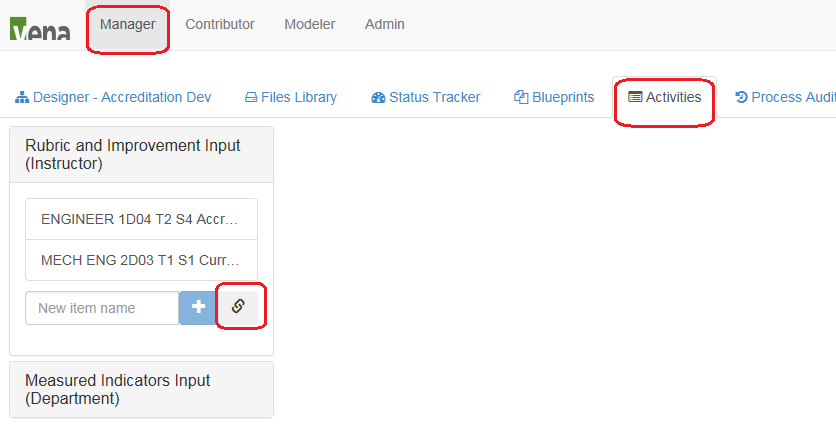 vena Manager Contributor Modeler Admin
Designer - Accreditation Dev Files Library Status Tracker Blueprints Activities Process Audit
Rubric and Improvement Input
(Instructor)
ENGINEER 1D04 T2 S4 Accr...
MECH ENG 2D03 T1 S1 Curr...
New item name
Measured Indicators Input
(Department)